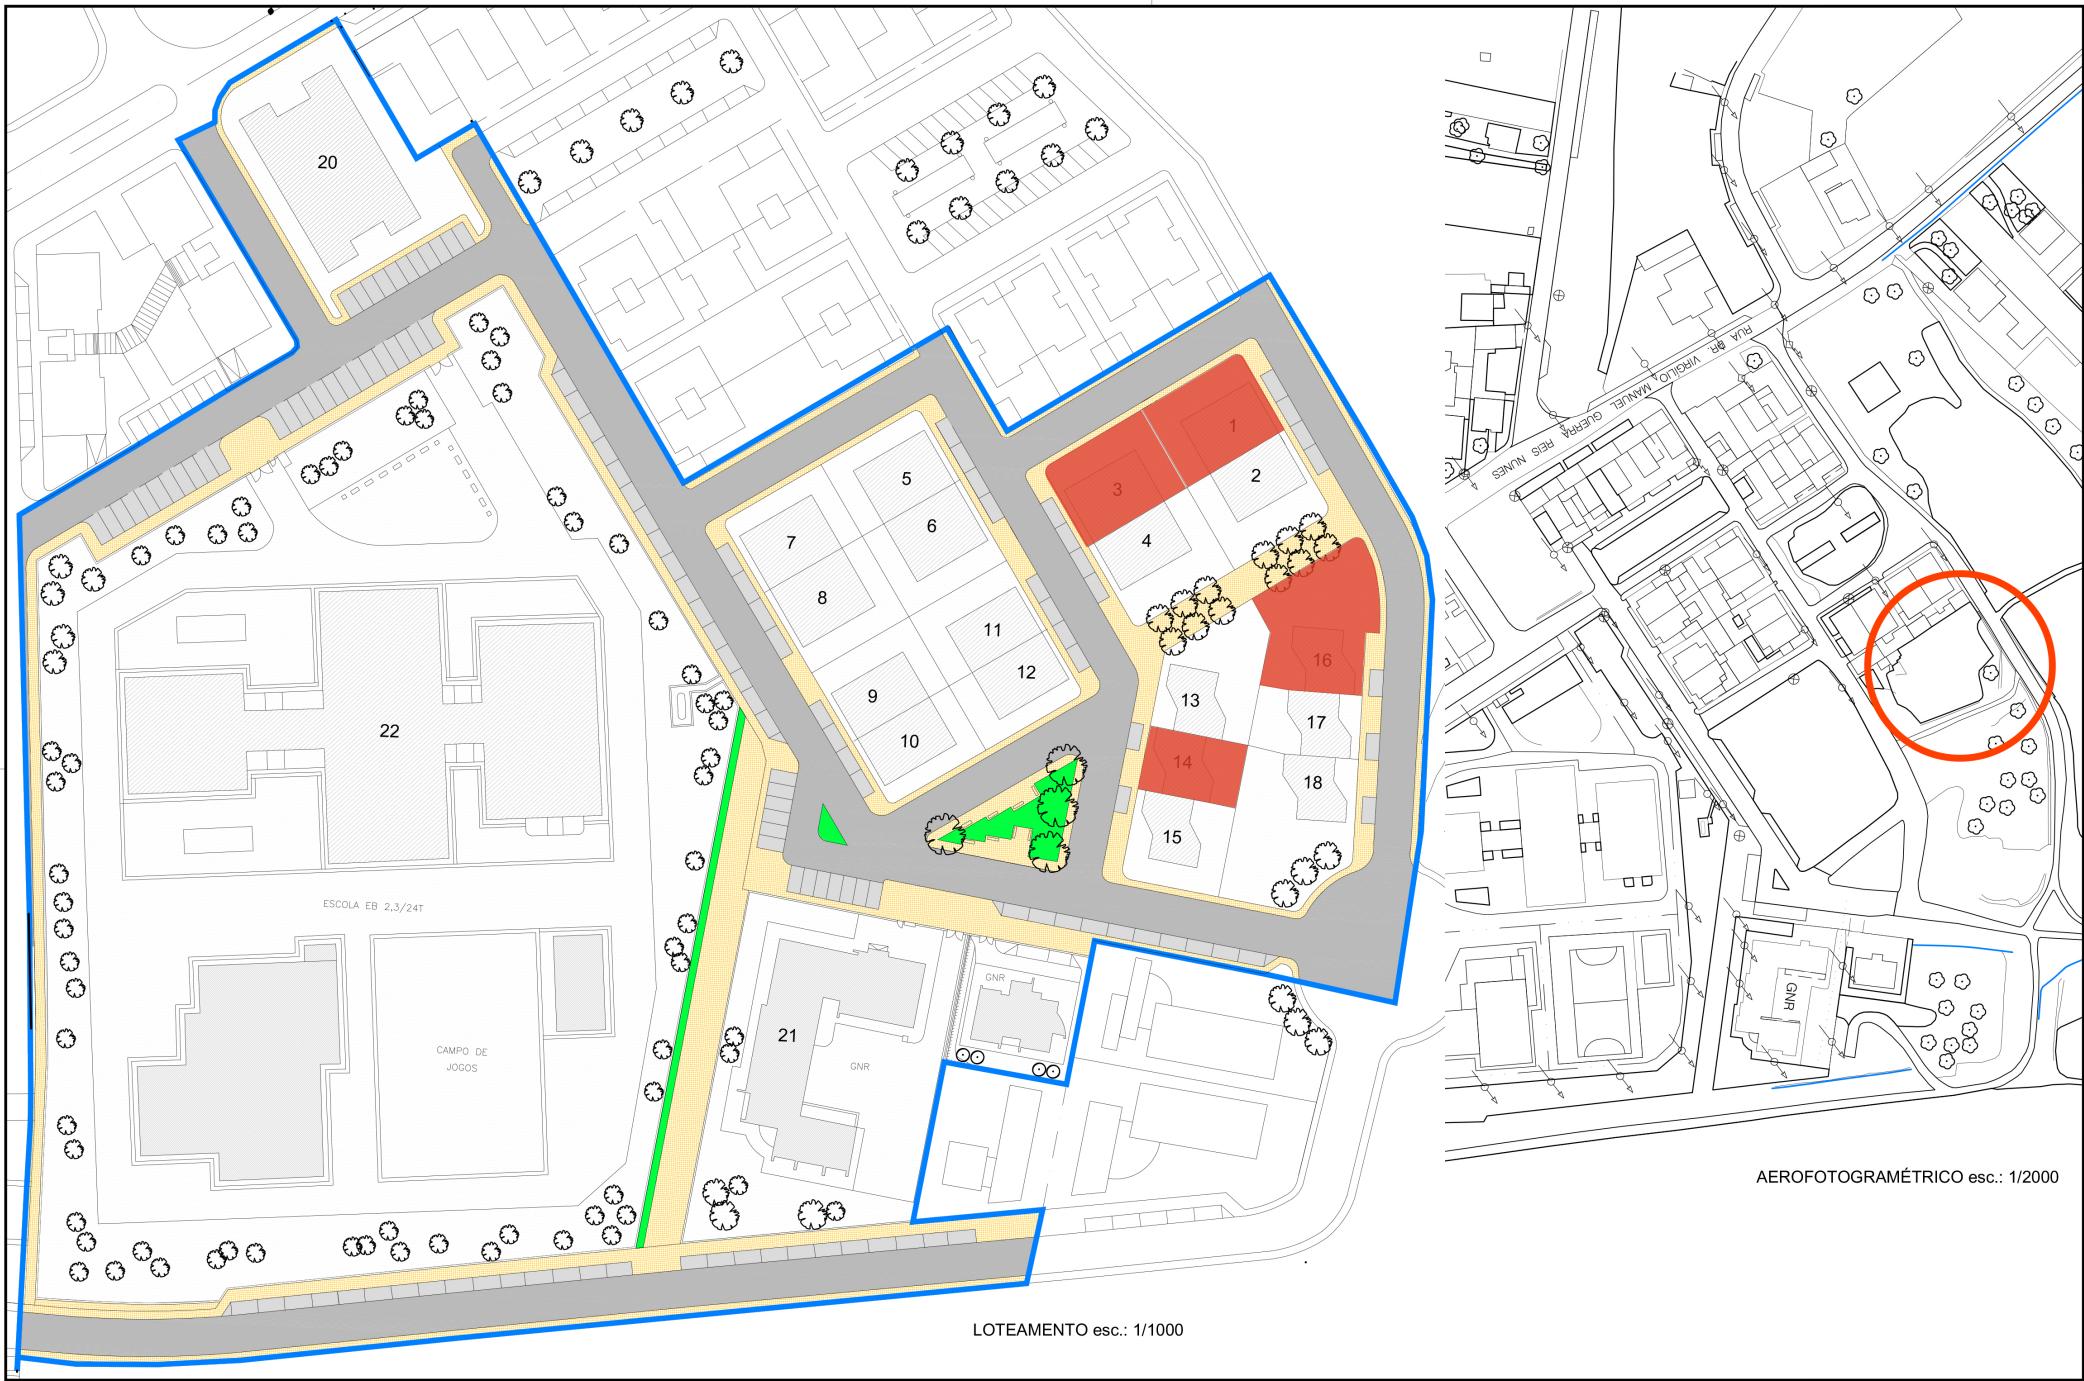 20
1
2
3
4
5
6
7
8
9
10
11
12
13
14
15
16
17
18
22
ESCOLA EB 2,3/24T
CAMPO DE
JOGOS
21
GNR
GNR
LOTEAMENTO esc.: 1/1000
RUA DR. VIRGILIO MANUEL GUERRA REIS NUNES
GNR
AEROFOTOGRAMÉTRICO esc.: 1/2000